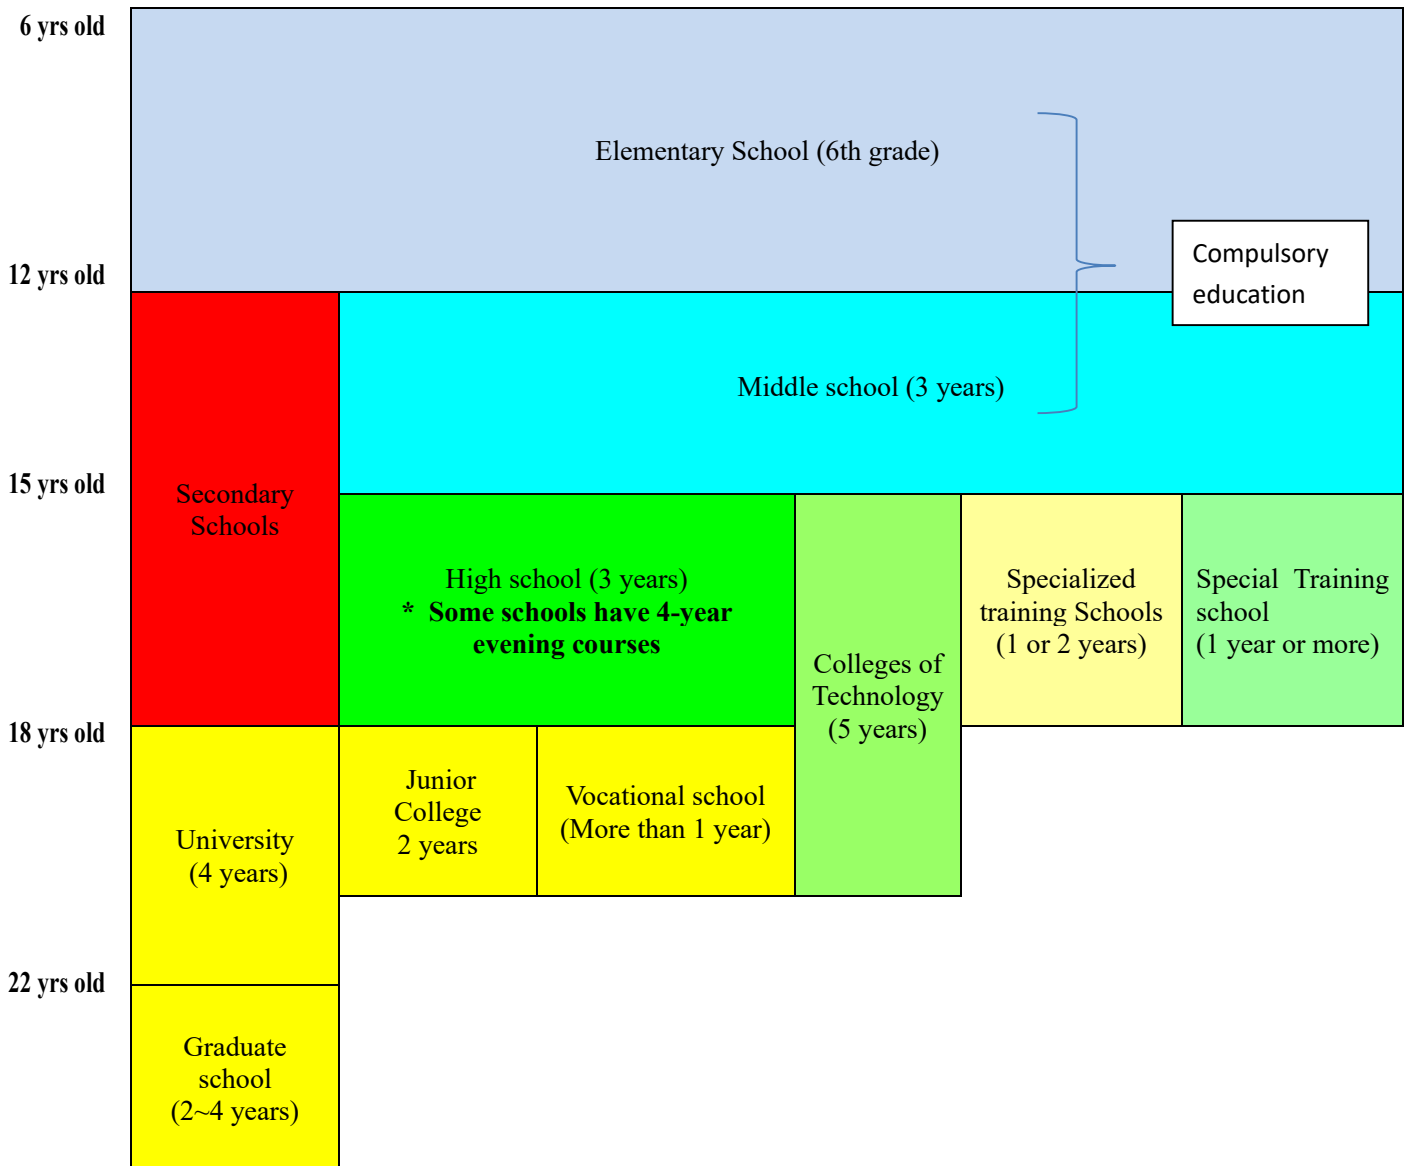 6 yrs old
Elementary School (6th grade)
Compulsory
education
12 yrs old
Middle school (3 years)
15 yrs old
Secondary
Schools
High school (3 years)
* Some schools have 4-year
evening courses
Colleges of
Technology
(5 years)
Specialized
training Schools
(1 or 2 years)
Special Training
school
(1 year or more)
18 yrs old
University
(4 years)
Junior
College
2 years
Vocational school
(More than 1 year)
22 yrs old
Graduate
school
(2~4 years)